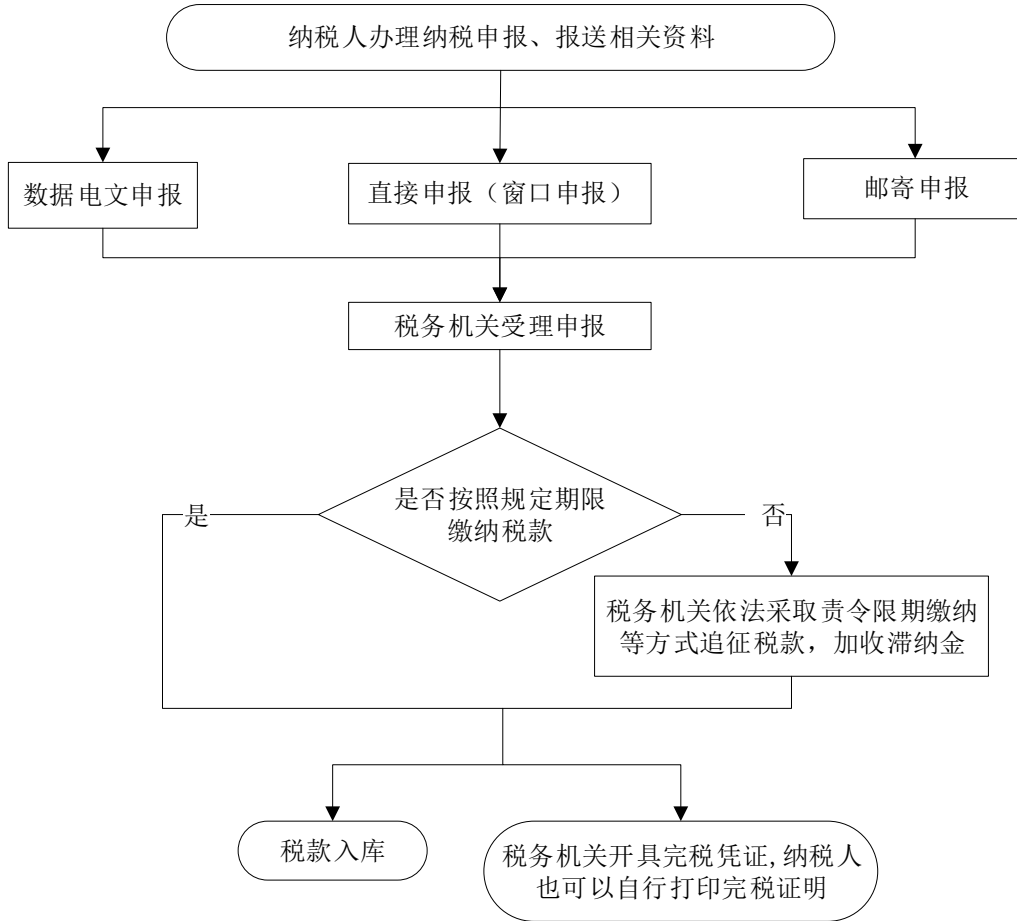 纳税人办理纳税申报、报送相关资料
数据电文申报
直接申报（窗口申报）
邮寄申报
税务机关受理申报
是否按照规定期限
缴纳税款
是
否
税务机关依法采取责令限期缴纳
等方式追征税款，加收滞纳金
税款入库
税务机关开具完税凭证,纳税人
也可以自行打印完税证明